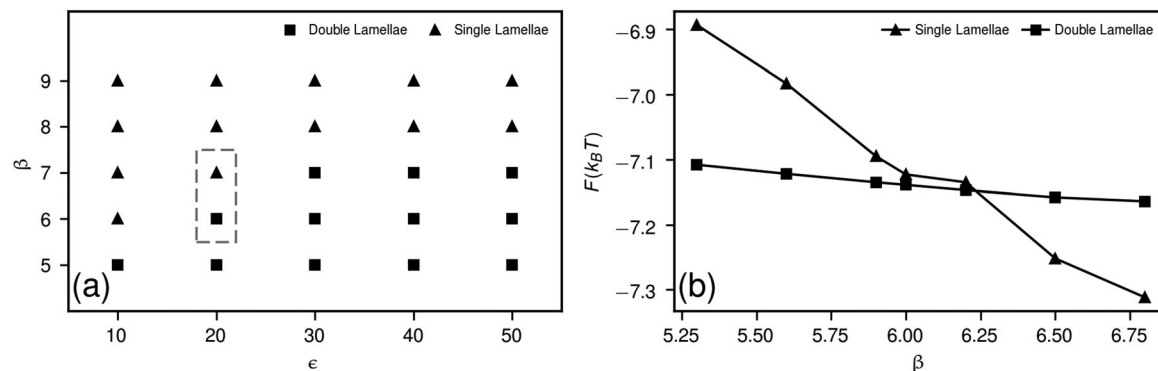 Double Lamellae Single Lamellae
9
8
7
6
5
β
(a)
10 20 30 40 50
ϵ
Single Lamellae Double Lamellae
−6.9
−7.0
−7.1
−7.2
−7.3
F(k_BT)
(b)
5.25 5.50 5.75 6.00 6.25 6.50 6.75
β